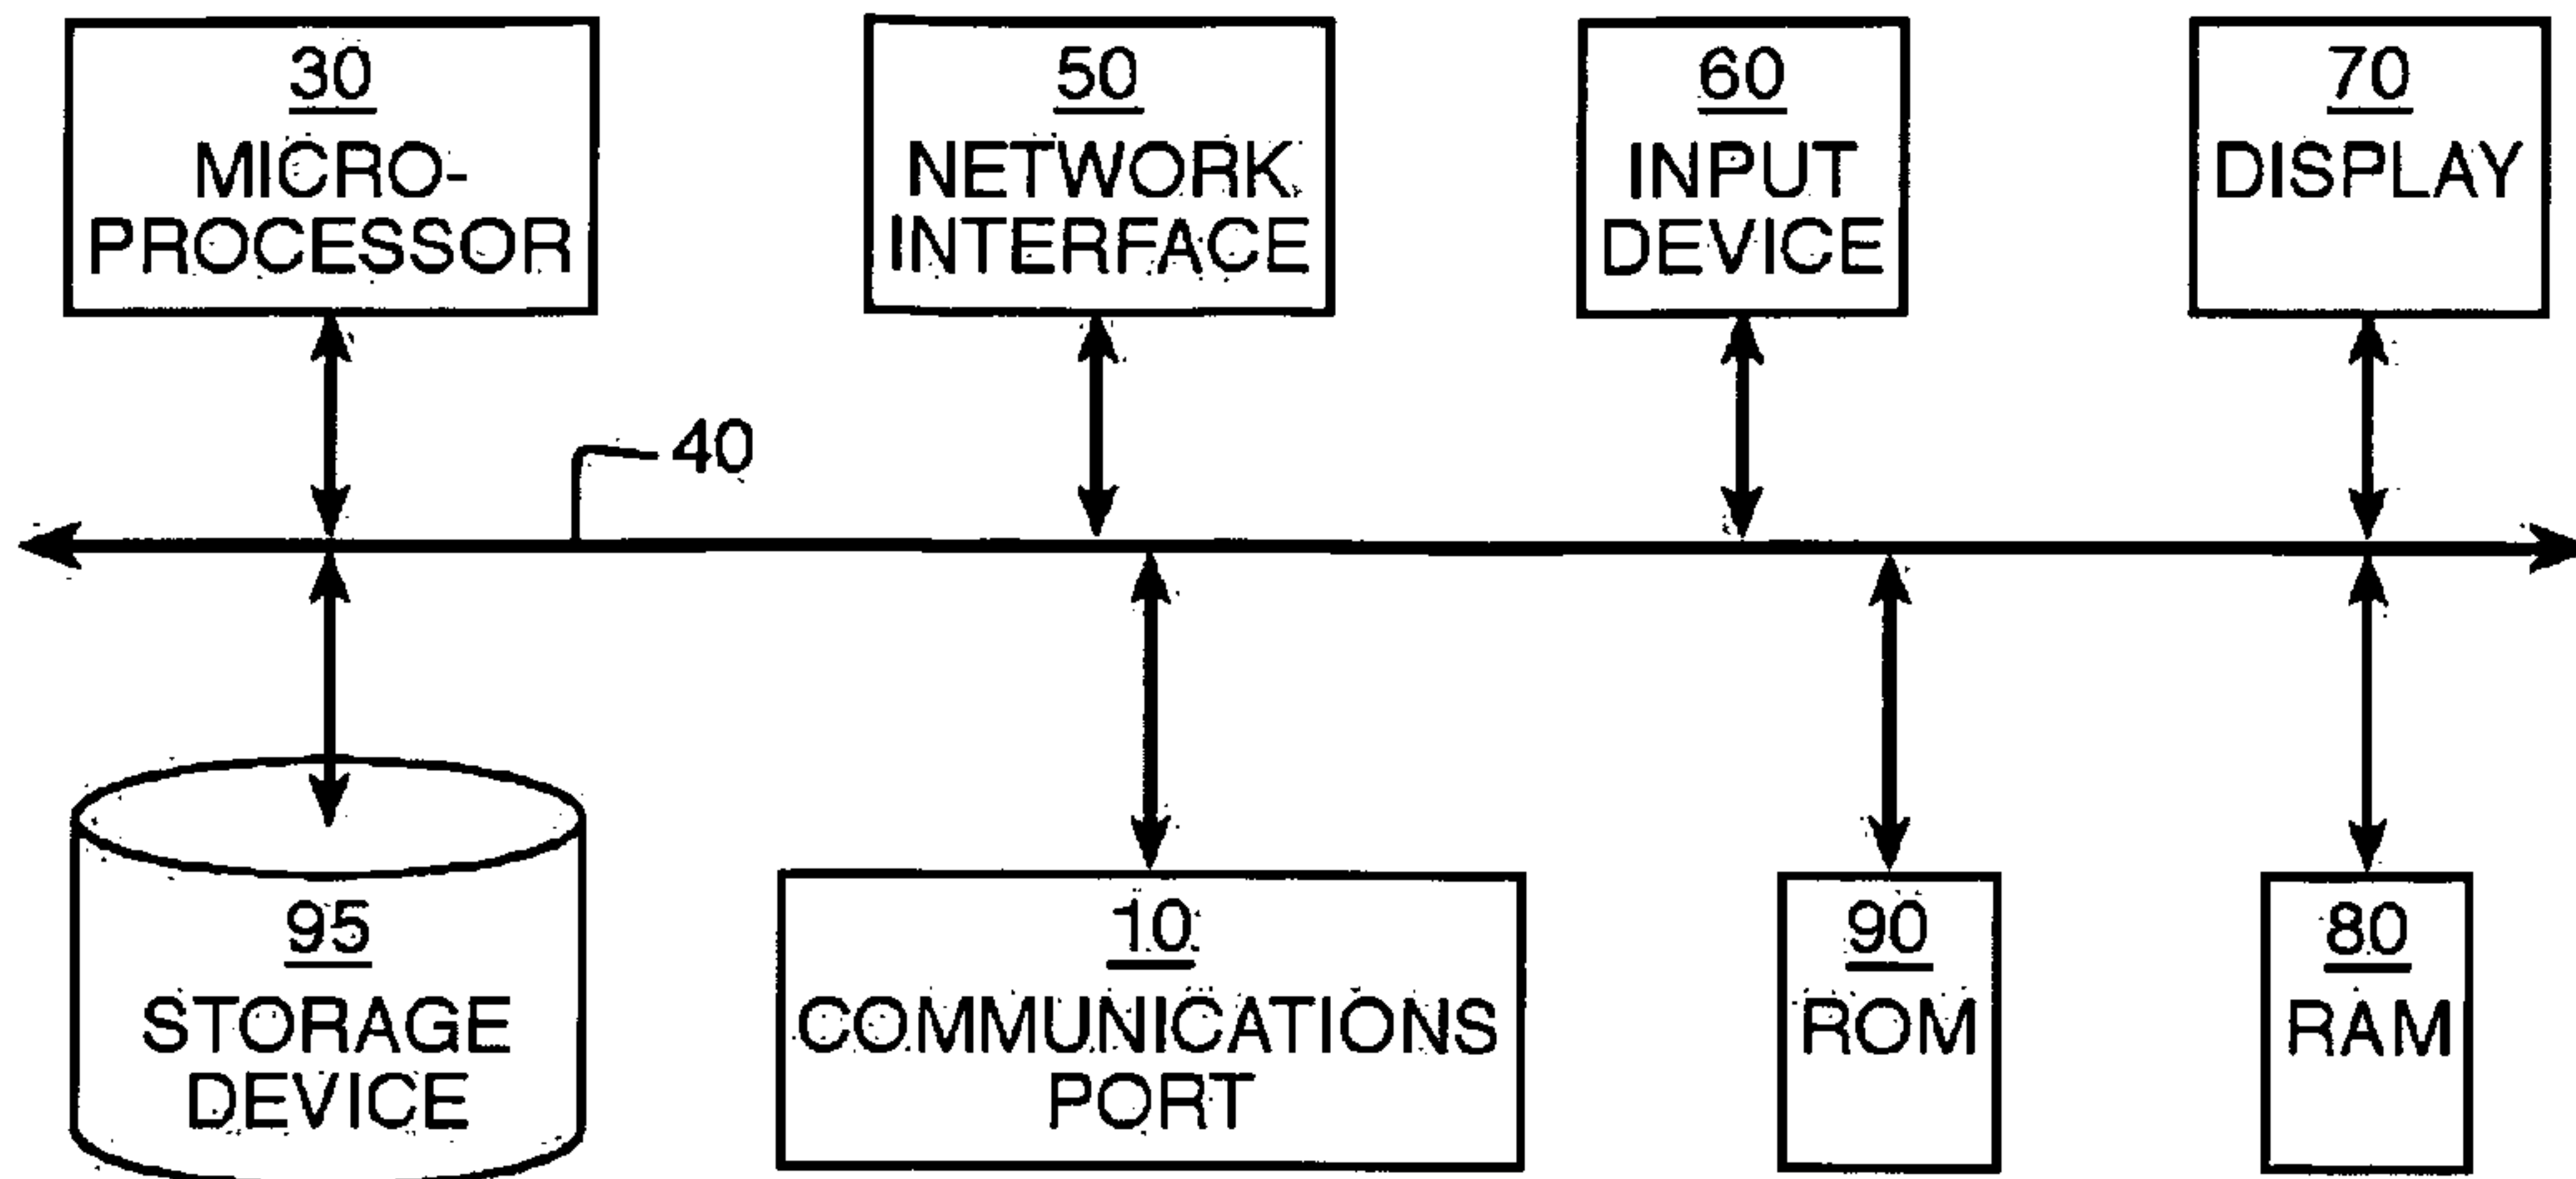 30
MICRO-
PROCESSOR
50
NETWORK
INTERFACE
60
INPUT
DEVICE
70
DISPLAY
40
95
STORAGE
DEVICE
10
COMMUNICATIONS
PORT
90
ROM
80
RAM